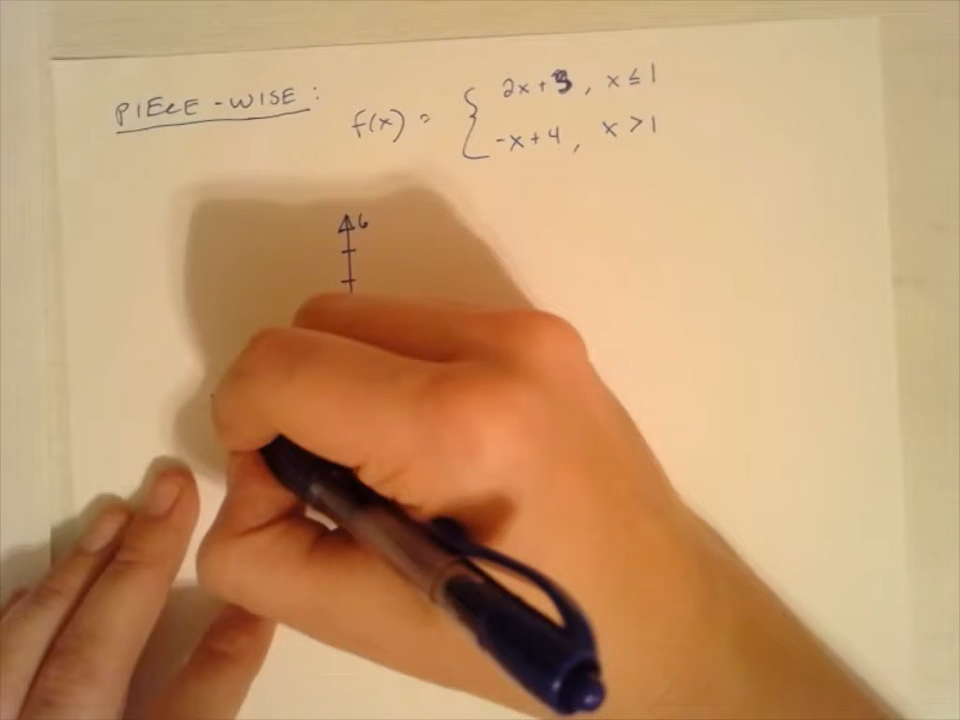 PIECE-WISE: f(x) = { 2x+3, x ≤ 1
-x+4, x > 1
6